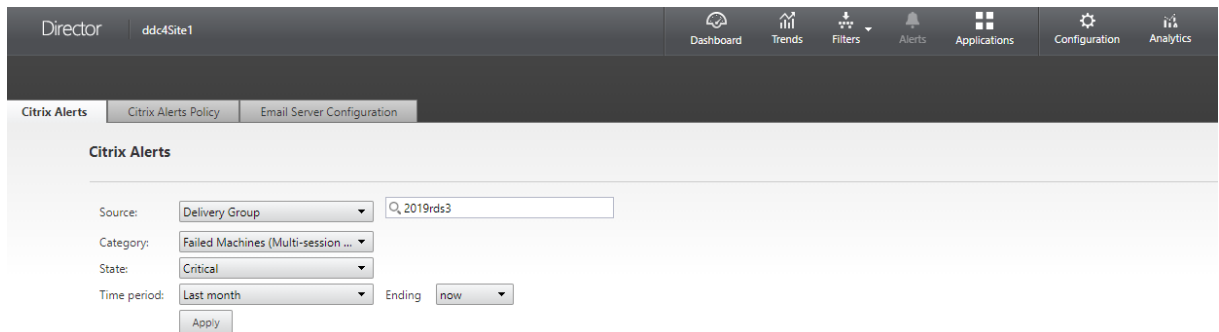 Director ddc4Site1 Dashboard Trends Filters Alerts Applications Configuration Analytics
Citrix Alerts Citrix Alerts Policy Email Server Configuration
Citrix Alerts
Source: Delivery Group 2019rds3
Category: Failed Machines (Multi-session ...
State: Critical
Time period: Last month Ending now
Apply